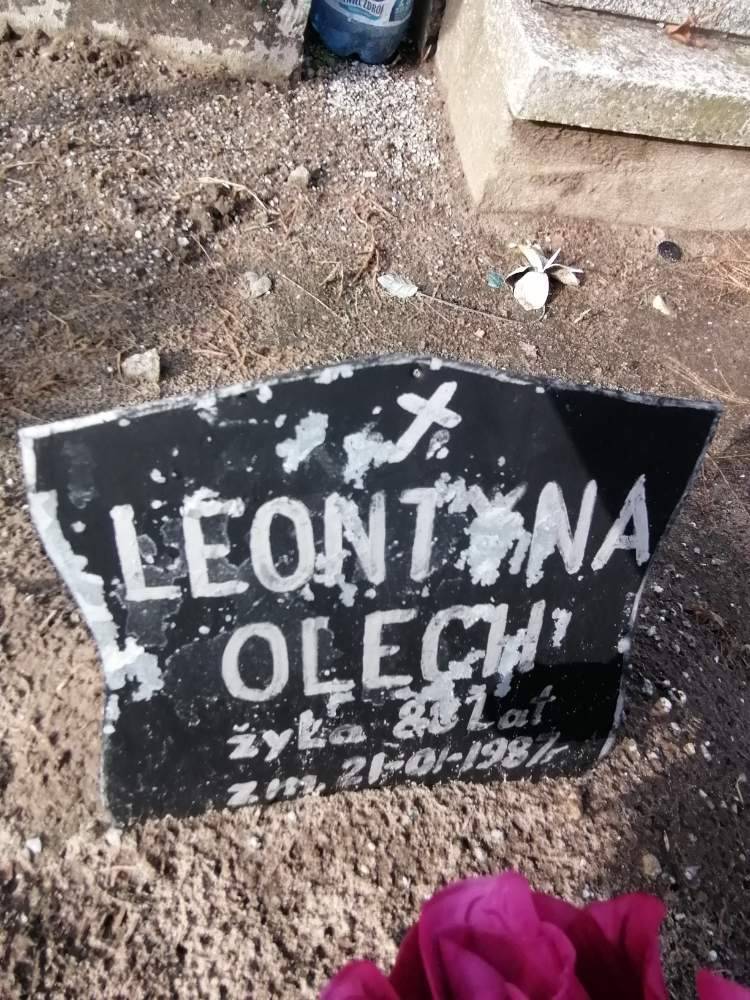 LEONTYNA
OLECH
żyła lat
zm. 21-01-1987